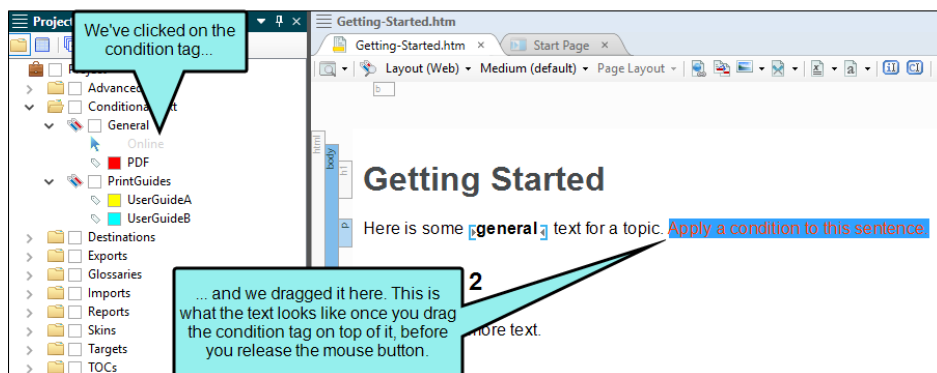 Project
Getting-Started.htm
Getting-Started.htm
Start Page
We've clicked on the
condition tag...
Layout (Web)
Medium (default)
Page Layout
b
Advanced
General
Online
PDF
PrintGuides
UserGuideA
UserGuideB
Destinations
Exports
Glossaries
Imports
Reports
Skins
Targets
TOCs
html
body
h1
Getting Started
p
Here is some general text for a topic. Apply a condition to this sentence.
2
more text.
... and we dragged it here. This is
what the text looks like once you drag
the condition tag on top of it, before
you release the mouse button.